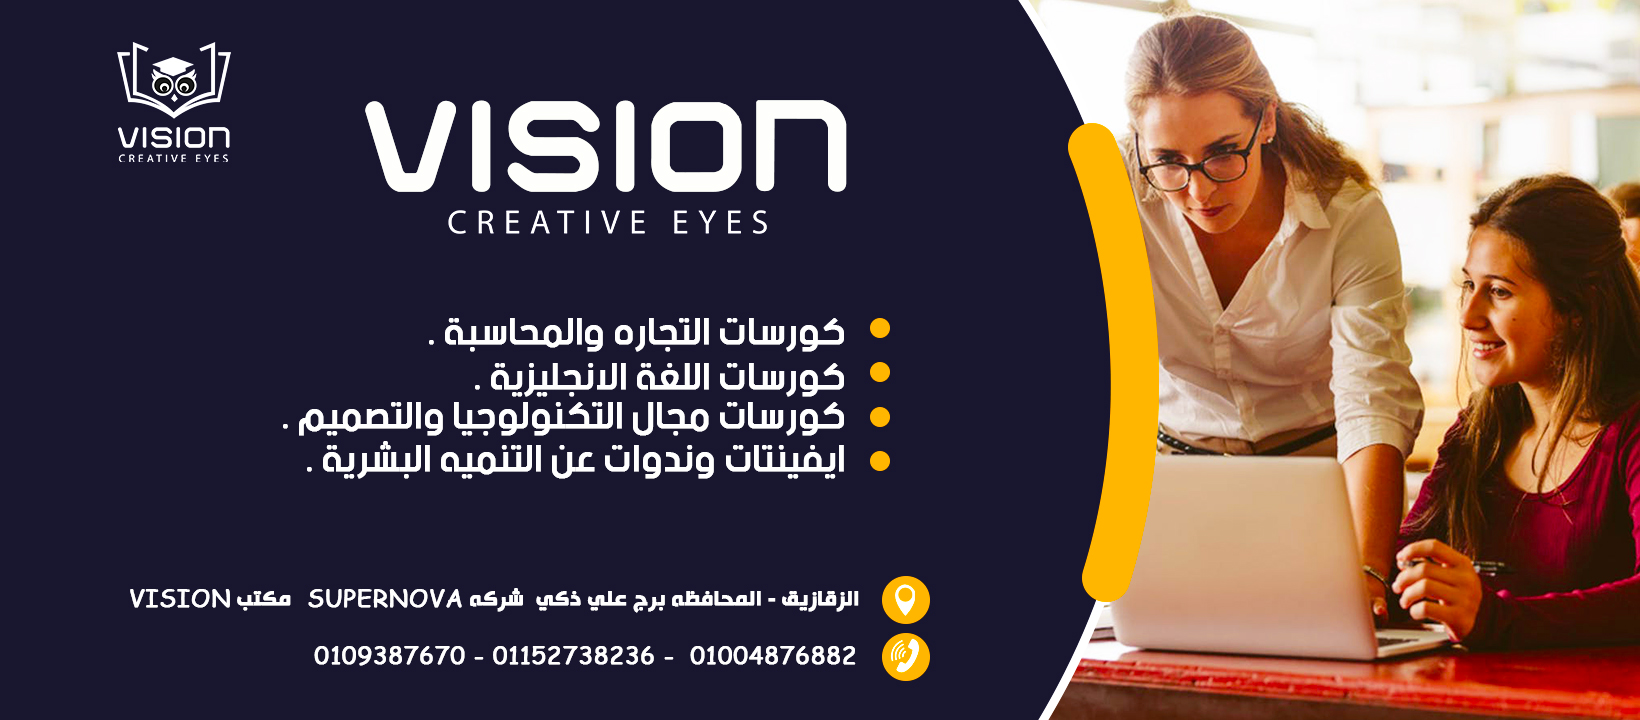 VISION
CREATIVE EYES
VISION
CREATIVE EYES
كورسات التجاره والمحاسبة .
كورسات اللغة الانجليزية .
كورسات مجال التكنولوجيا والتصميم .
ايفينتات وندوات عن التنميه البشرية .
الزقازيق - المحافظه برج علي ذكي شركه SUPERNOVA مكتب VISION
0109387670 - 01152738236 - 01004876882